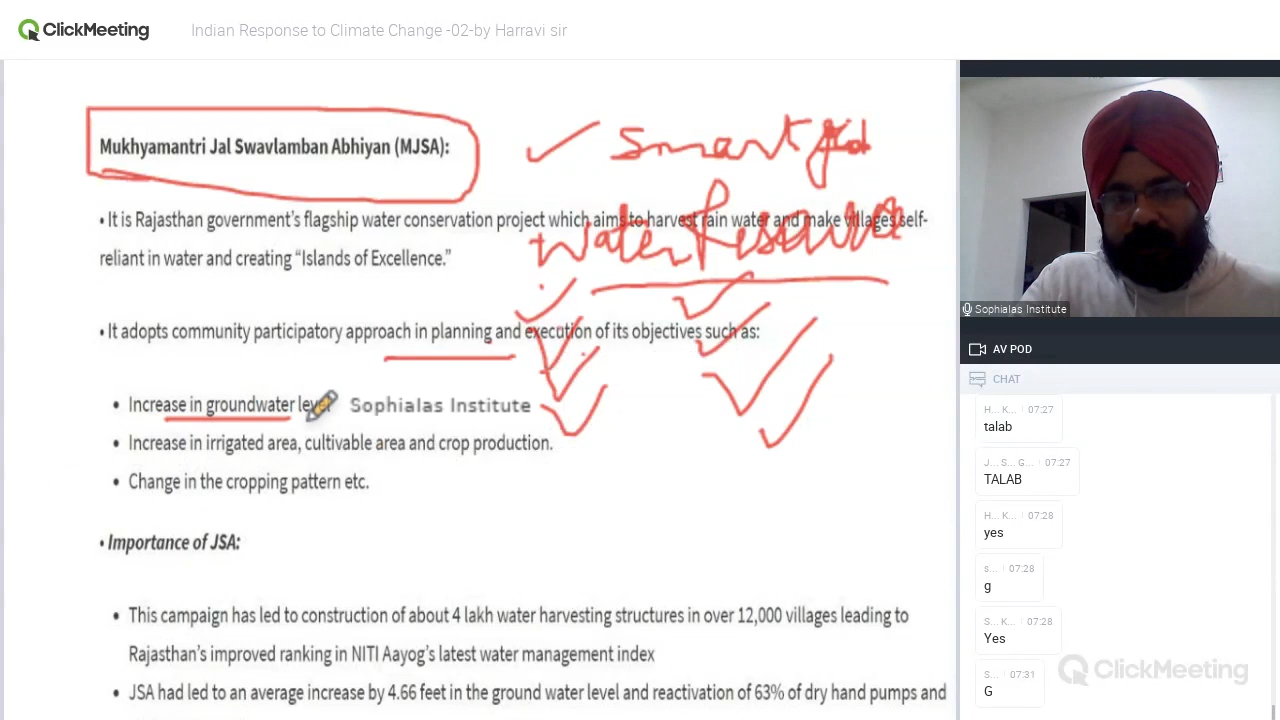 ClickMeeting
Indian Response to Climate Change -02-by Harravi sir
Mukhyamantri Jal Swavlamban Abhiyan (MJSA):
Smart
Water
• It is Rajasthan government's flagship water conservation project which aims to harvest rain water and make villages self-
reliant in water and creating “Islands of Excellence.”
• It adopts community participatory approach in planning and execution of its objectives such as:
• Increase in groundwater level
SophiaIas Institute
• Increase in irrigated area, cultivable area and crop production.
• Change in the cropping pattern etc.
• Importance of JSA:
• This campaign has led to construction of about 4 lakh water harvesting structures in over 12,000 villages leading to
Rajasthan's improved ranking in NITI Aayog's latest water management index
• JSA had led to an average increase by 4.66 feet in the ground water level and reactivation of 63% of dry hand pumps and
SophiaIas Institute
AV POD
CHAT
H... K... 07:27
talab
J... S... G... 07:27
TALAB
H... K... 07:28
yes
s... 07:28
g
S... K... 07:28
Yes
S... 07:31
G
ClickMeeting